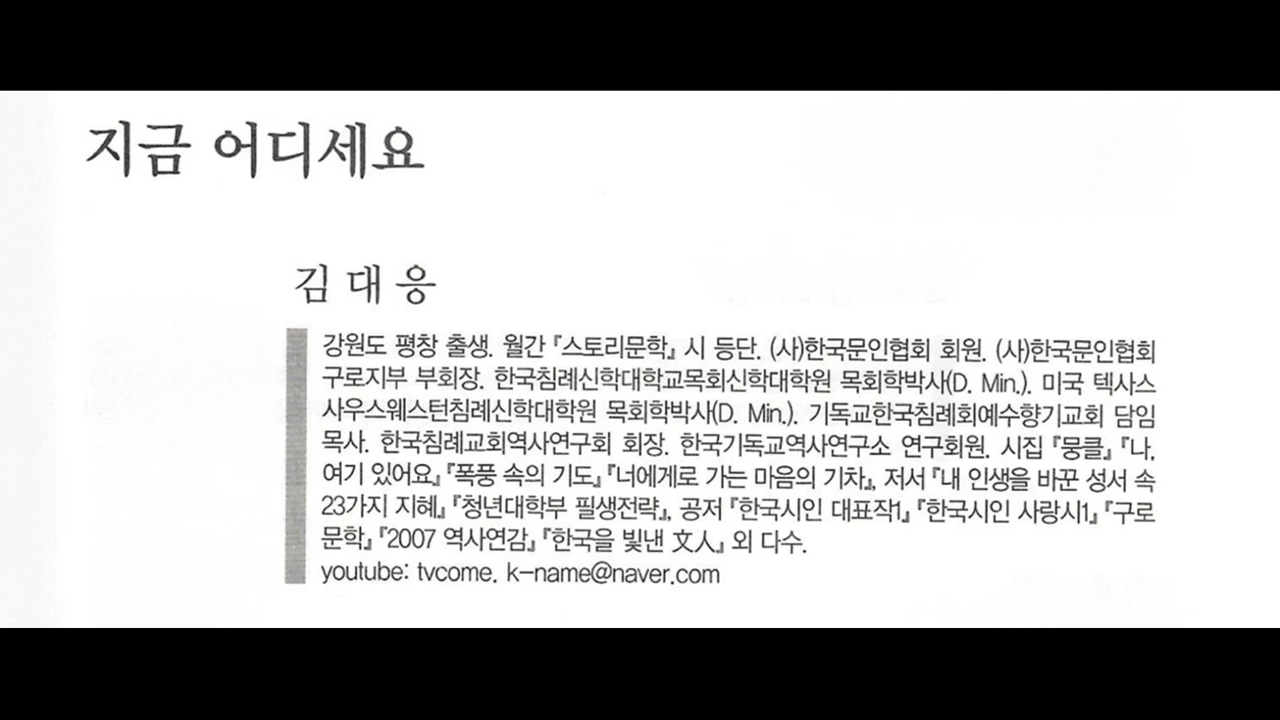 지금 어디세요
김 대 응
강원도 평창 출생. 월간 『스토리문학』 시 등단. (사)한국문인협회 회원. (사)한국문인협회
구로지부 부회장. 한국침례신학대학교목회신학대학원 목회학박사(D. Min.). 미국 텍사스
사우스웨스턴침례신학대학원 목회학박사(D. Min.). 기독교한국침례회예수향기교회 담임
목사. 한국침례교회역사연구회 회장. 한국기독교역사연구소 연구회원. 시집 『뭉클』 『나,
여기 있어요』 『폭풍 속의 기도』 『너에게로 가는 마음의 기차』, 저서 『내 인생을 바꾼 성서 속
23가지 지혜』 『청년대학부 필생전략』, 공저 『한국시인 대표작1』 『한국시인 사랑시1』 『구로
문학』 『2007 역사연감』 『한국을 빛낸 文人』 외 다수.
youtube: tvcome. k-name@naver.com